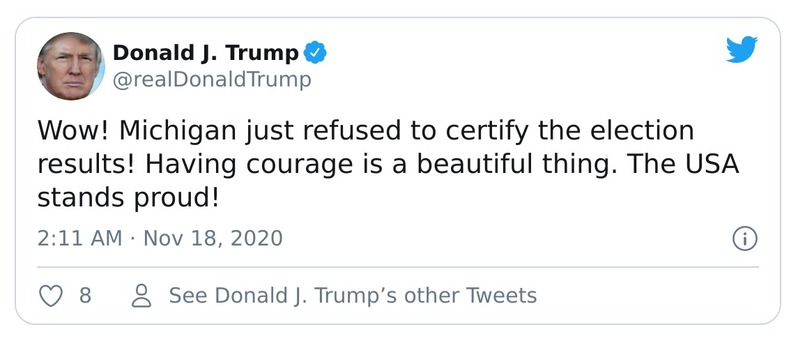 Donald J. Trump
@realDonaldTrump
Wow! Michigan just refused to certify the election
results! Having courage is a beautiful thing. The USA
stands proud!
2:11 AM · Nov 18, 2020
8
See Donald J. Trump’s other Tweets